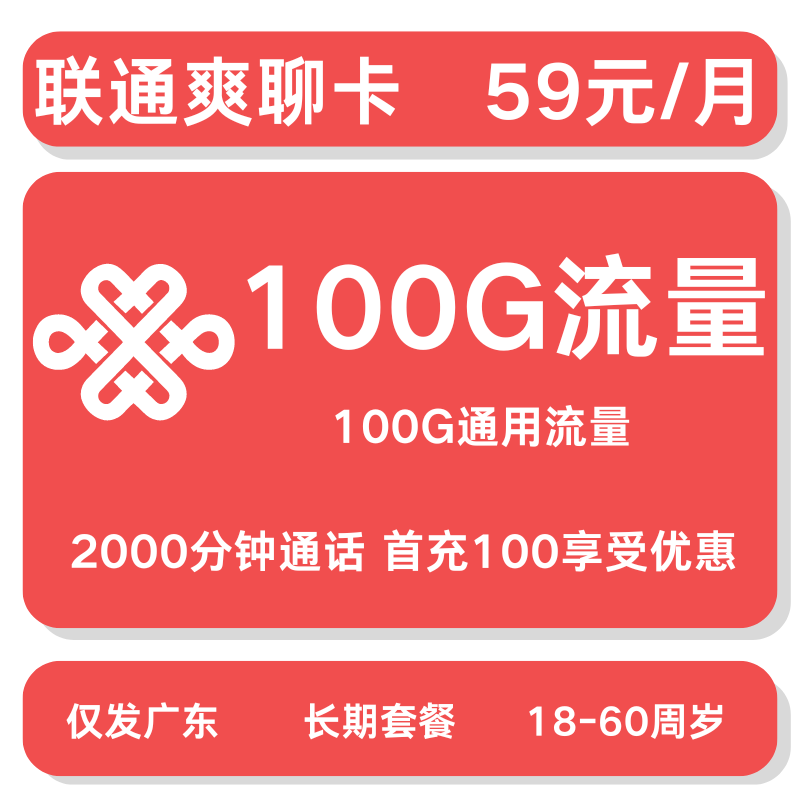 联通爽聊卡 59元/月
100G流量
100G通用流量
2000分钟通话 首充100享受优惠
仅发广东 长期套餐 18-60周岁